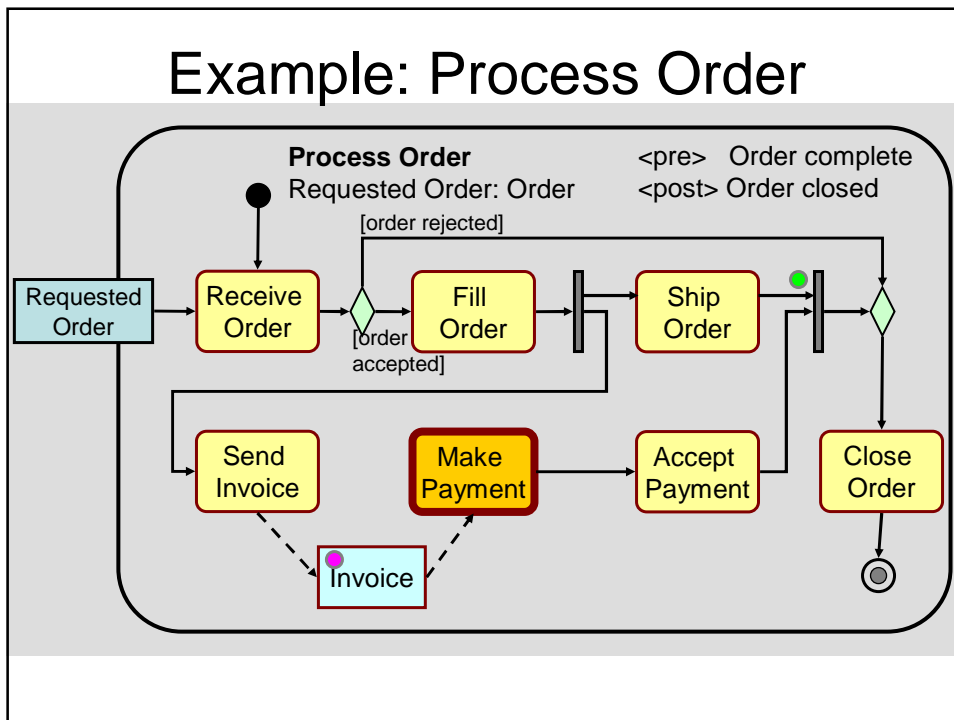 Example: Process Order
Process Order
Requested Order: Order
<pre> Order complete
<post> Order closed
[order rejected]
Requested
Order
Receive
Order
[order
accepted]
Fill
Order
Ship
Order
Send
Invoice
Make
Payment
Accept
Payment
Close
Order
Invoice